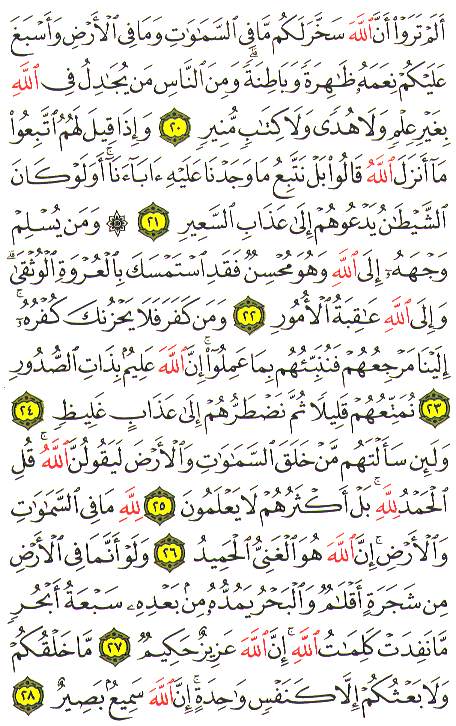 أَلَمْ تَرَوْا۟ أَنَّ ٱللَّهَ سَخَّرَ لَكُم مَّا فِى ٱلسَّمَٰوَٰتِ وَمَا فِى ٱلْأَرْضِ وَأَسْبَغَ
عَلَيْكُمْ نِعَمَهُۥ ظَٰهِرَةً وَبَاطِنَةً ۗ وَمِنَ ٱلنَّاسِ مَن يُجَٰدِلُ فِى ٱللَّهِ
بِغَيْرِ عِلْمٍ وَلَا هُدًى وَلَا كِتَٰبٍ مُّنِيرٍ ٢٠ وَإِذَا قِيلَ لَهُمُ ٱتَّبِعُوا۟
مَآ أَنزَلَ ٱللَّهُ قَالُوا۟ بَلْ نَتَّبِعُ مَا وَجَدْنَا عَلَيْهِ ءَابَآءَنَآ ۚ أَوَلَوْ كَانَ
ٱلشَّيْطَٰنُ يَدْعُوهُمْ إِلَىٰ عَذَابِ ٱلسَّعِيرِ ٢١ ۞ وَمَن يُسْلِمْ
وَجْهَهُۥٓ إِلَى ٱللَّهِ وَهُوَ مُحْسِنٌ فَقَدِ ٱسْتَمْسَكَ بِٱلْعُرْوَةِ ٱلْوُثْقَىٰ ۗ
وَإِلَى ٱللَّهِ عَٰقِبَةُ ٱلْأُمُورِ ٢٢ وَمَن كَفَرَ فَلَا يَحْزُنكَ كُفْرُهُۥٓ ۚ
إِلَيْنَا مَرْجِعُهُمْ فَنُنَبِّئُهُم بِمَا عَمِلُوٓا۟ ۚ إِنَّ ٱللَّهَ عَلِيمٌۢ بِذَاتِ ٱلصُّدُورِ
٢٣ نُمَتِّعُهُمْ قَلِيلًا ثُمَّ نَضْطَرُّهُمْ إِلَىٰ عَذَابٍ غَلِيظٍ ٢٤
وَلَئِن سَأَلْتَهُم مَّنْ خَلَقَ ٱلسَّمَٰوَٰتِ وَٱلْأَرْضَ لَيَقُولُنَّ ٱللَّهُ ۚ قُلِ
ٱلْحَمْدُ لِلَّهِ ۚ بَلْ أَكْثَرُهُمْ لَا يَعْلَمُونَ ٢٥ لِلَّهِ مَا فِى ٱلسَّمَٰوَٰتِ
وَٱلْأَرْضِ ۚ إِنَّ ٱللَّهَ هُوَ ٱلْغَنِىُّ ٱلْحَمِيدُ ٢٦ وَلَوْ أَنَّمَا فِى ٱلْأَرْضِ
مِن شَجَرَةٍ أَقْلَٰمٌ وَٱلْبَحْرُ يَمُدُّهُۥ مِنۢ بَعْدِهِۦ سَبْعَةُ أَبْحُرٍ
مَّا نَفِدَتْ كَلِمَٰتُ ٱللَّهِ ۗ إِنَّ ٱللَّهَ عَزِيزٌ حَكِيمٌ ٢٧ مَّا خَلْقُكُمْ
وَلَا بَعْثُكُمْ إِلَّا كَنَفْسٍ وَٰحِدَةٍ ۗ إِنَّ ٱللَّهَ سَمِيعٌۢ بَصِيرٌ ٢٨